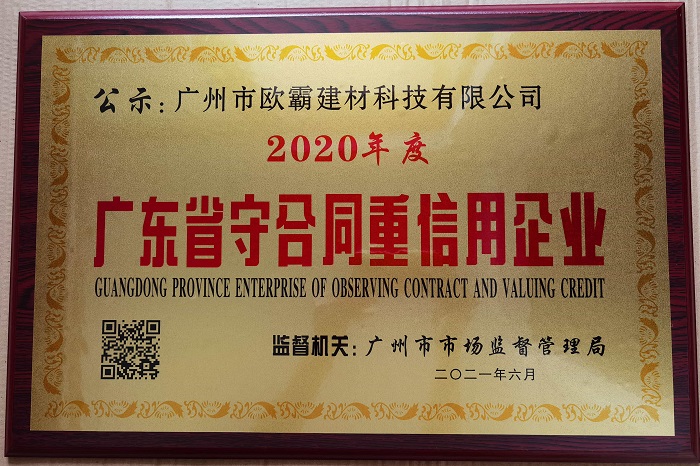 公示：广州市欧霸建材科技有限公司
2020年度
广东省守合同重信用企业
GUANGDONG PROVINCE ENTERPRISE OF OBSERVING CONTRACT AND VALUING CREDIT
监督机关：广州市市场监督管理局
二〇二一年六月